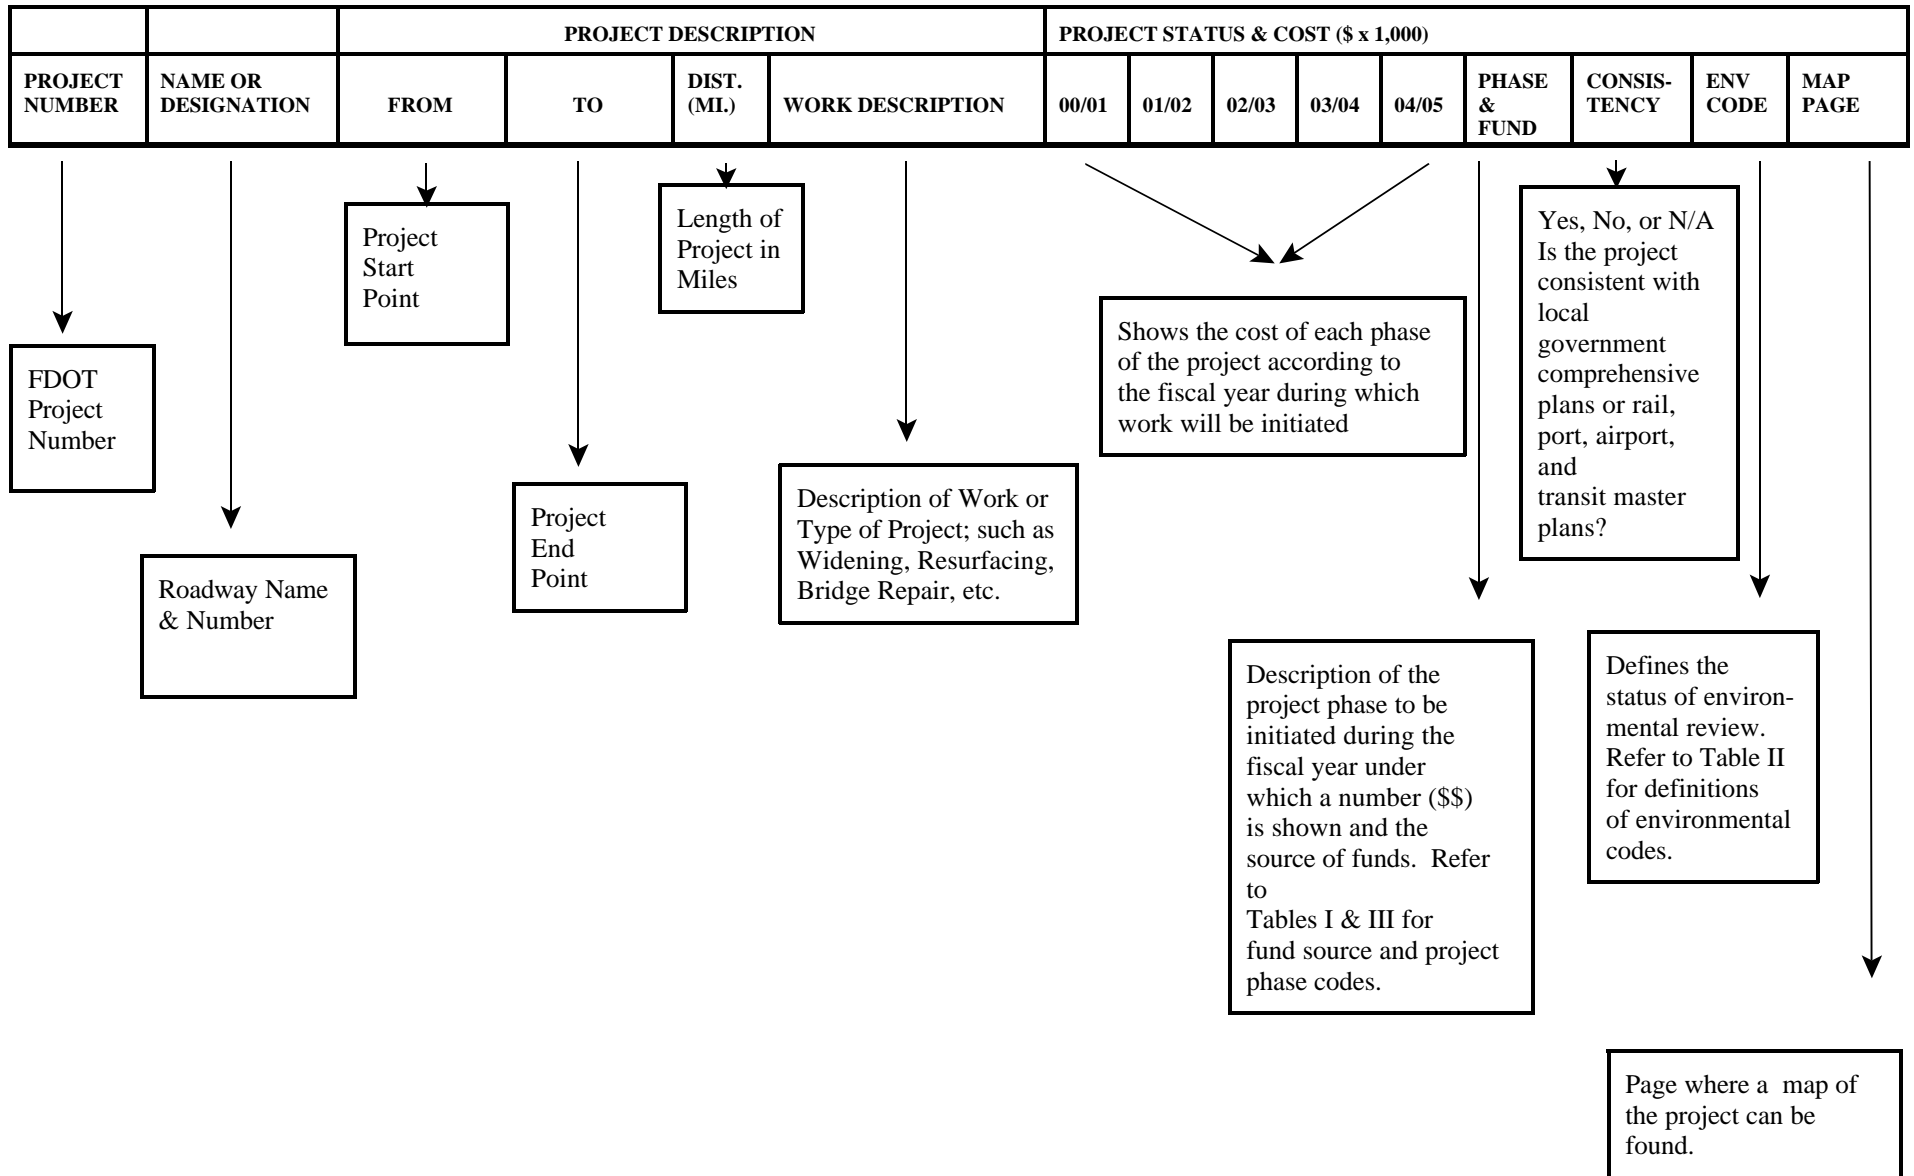 PROJECT DESCRIPTION
PROJECT STATUS & COST ($ x 1,000)
PROJECT
NUMBER
NAME OR
DESIGNATION
FROM
TO
DIST.
(MI.)
WORK DESCRIPTION
00/01
01/02
02/03
03/04
04/05
PHASE
&
FUND
CONSIS-
TENCY
ENV
CODE
MAP
PAGE
FDOT
Project
Number
Roadway Name
& Number
Project
Start
Point
Project
End
Point
Length of
Project in
Miles
Description of Work or
Type of Project; such as
Widening, Resurfacing,
Bridge Repair, etc.
Shows the cost of each phase
of the project according to
the fiscal year during which
work will be initiated
Description of the
project phase to be
initiated during the
fiscal year under
which a number ($$)
is shown and the
source of funds.  Refer
to
Tables I & III for
fund source and project
phase codes.
Yes, No, or N/A
Is the project
consistent with
local
government
comprehensive
plans or rail,
port, airport,
and
transit master
plans?
Defines the
status of environ-
mental review.
Refer to Table II
for definitions
of environmental
codes.
Page where a  map of
the project can be
found.